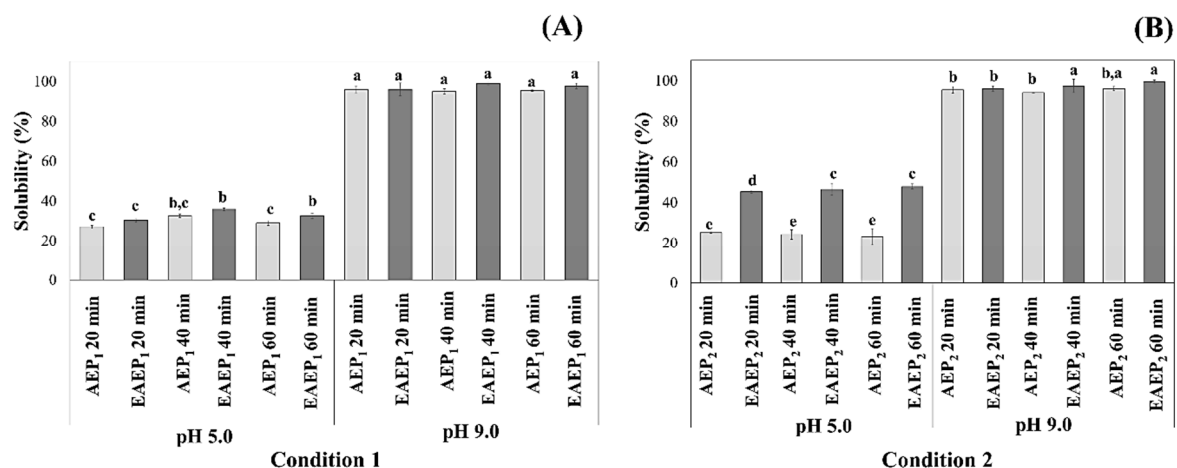 (A)
Solubility (%)
100
80
60
40
20
0
c
c
b,c
b
c
b
a
a
a
a
a
a
AEP₁ 20 min
EAEP₁ 20 min
AEP₁ 40 min
EAEP₁ 40 min
AEP₁ 60 min
EAEP₁ 60 min
AEP₁ 20 min
EAEP₁ 20 min
AEP₁ 40 min
EAEP₁ 40 min
AEP₁ 60 min
EAEP₁ 60 min
pH 5.0
pH 9.0
Condition 1
(B)
Solubility (%)
100
80
60
40
20
0
c
d
e
c
e
c
b
b
b
a
b,a
a
AEP₂ 20 min
EAEP₂ 20 min
AEP₂ 40 min
EAEP₂ 40 min
AEP₂ 60 min
EAEP₂ 60 min
AEP₂ 20 min
EAEP₂ 20 min
AEP₂ 40 min
EAEP₂ 40 min
AEP₂ 60 min
EAEP₂ 60 min
pH 5.0
pH 9.0
Condition 2